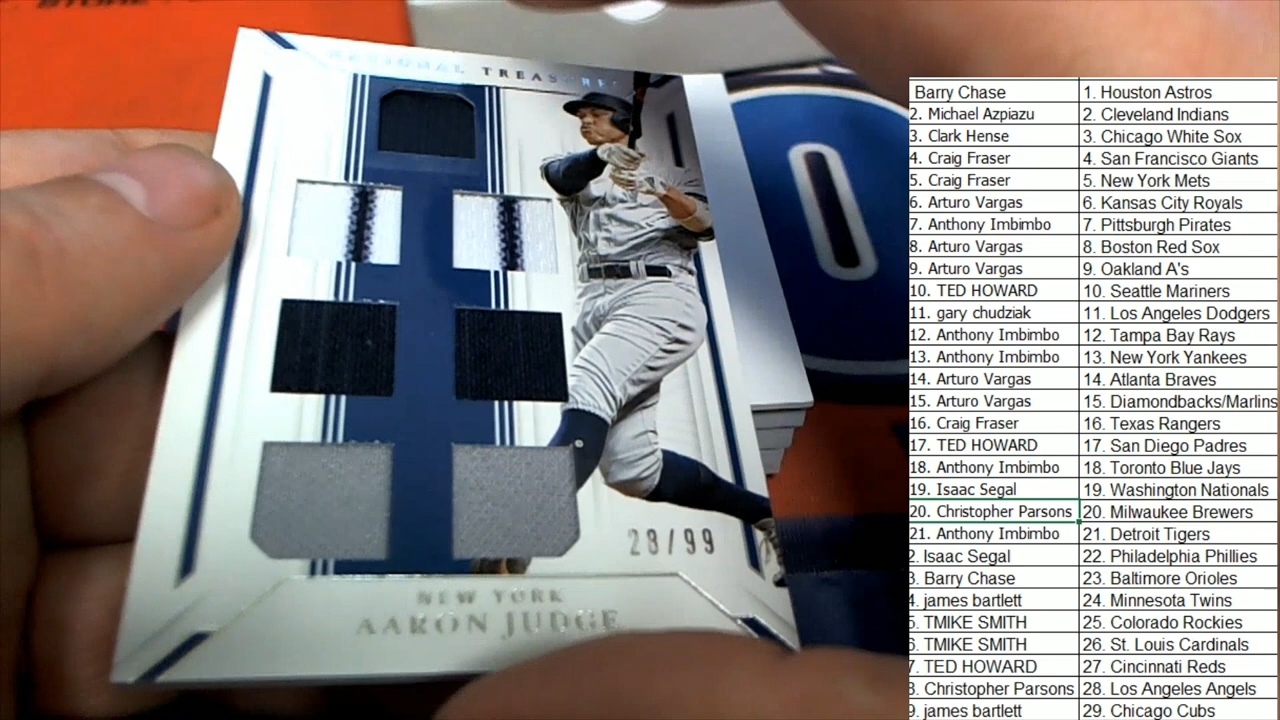 NATIONAL TREASURES
28/99
NEW YORK
AARON JUDGE
Barry Chase 1. Houston Astros
2. Michael Azpiazu 2. Cleveland Indians
3. Clark Hense 3. Chicago White Sox
4. Craig Fraser 4. San Francisco Giants
5. Craig Fraser 5. New York Mets
6. Arturo Vargas 6. Kansas City Royals
7. Anthony Imbimbo 7. Pittsburgh Pirates
8. Arturo Vargas 8. Boston Red Sox
9. Arturo Vargas 9. Oakland A's
10. TED HOWARD 10. Seattle Mariners
11. gary chudziak 11. Los Angeles Dodgers
12. Anthony Imbimbo 12. Tampa Bay Rays
13. Anthony Imbimbo 13. New York Yankees
14. Arturo Vargas 14. Atlanta Braves
15. Arturo Vargas 15. Diamondbacks/Marlins
16. Craig Fraser 16. Texas Rangers
17. TED HOWARD 17. San Diego Padres
18. Anthony Imbimbo 18. Toronto Blue Jays
19. Isaac Segal 19. Washington Nationals
20. Christopher Parsons 20. Milwaukee Brewers
21. Anthony Imbimbo 21. Detroit Tigers
2. Isaac Segal 22. Philadelphia Phillies
3. Barry Chase 23. Baltimore Orioles
4. james bartlett 24. Minnesota Twins
5. TMIKE SMITH 25. Colorado Rockies
6. TMIKE SMITH 26. St. Louis Cardinals
7. TED HOWARD 27. Cincinnati Reds
8. Christopher Parsons 28. Los Angeles Angels
9. james bartlett 29. Chicago Cubs